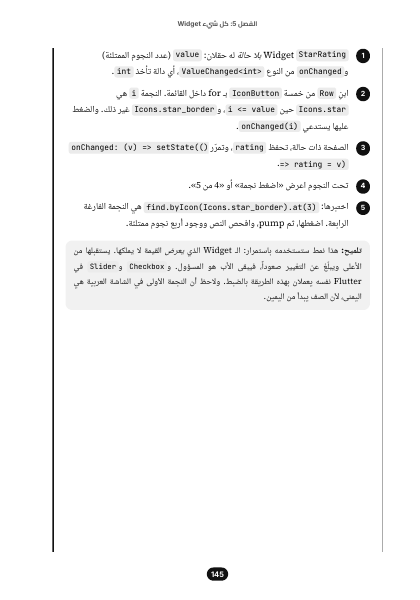 الفصل 5: كل شيء Widget
1 StarRating Widget بلا حالة له حقلان: value (عدد النجوم الممتلئة)
و onChanged من النوع ValueChanged<int>، أي دالة تأخذ int.
2 ابنِ Row من خمسة IconButton بـ for داخل القائمة. النجمة i هي
Icons.star حين i <= value، و Icons.star_border غير ذلك. والضغط
عليها يستدعي onChanged(i).
3 الصفحة ذات حالة، تحفظ rating، وتمرّر onChanged: (v) => setState(()
=> rating = v).
4 تحت النجوم اعرض «اضغط نجمة» أو «4 من 5».
5 اختبرها: find.byIcon(Icons.star_border).at(3) هي النجمة الفارغة
الرابعة. اضغطها، ثم pump، وافحص النص ووجود أربع نجوم ممتلئة.
تلميح: هذا نمط ستستخدمه باستمرار: الـ Widget الذي يعرض القيمة لا يملكها. يستقبلها من
الأعلى ويبلّغ عن التغيير صعوداً، فيبقى الأب هو المسؤول. و Checkbox و Slider في
Flutter نفسه يعملان بهذه الطريقة بالضبط. ولاحظ أن النجمة الأولى في الشاشة العربية هي
اليمنى، لأن الصف يبدأ من اليمين.
145